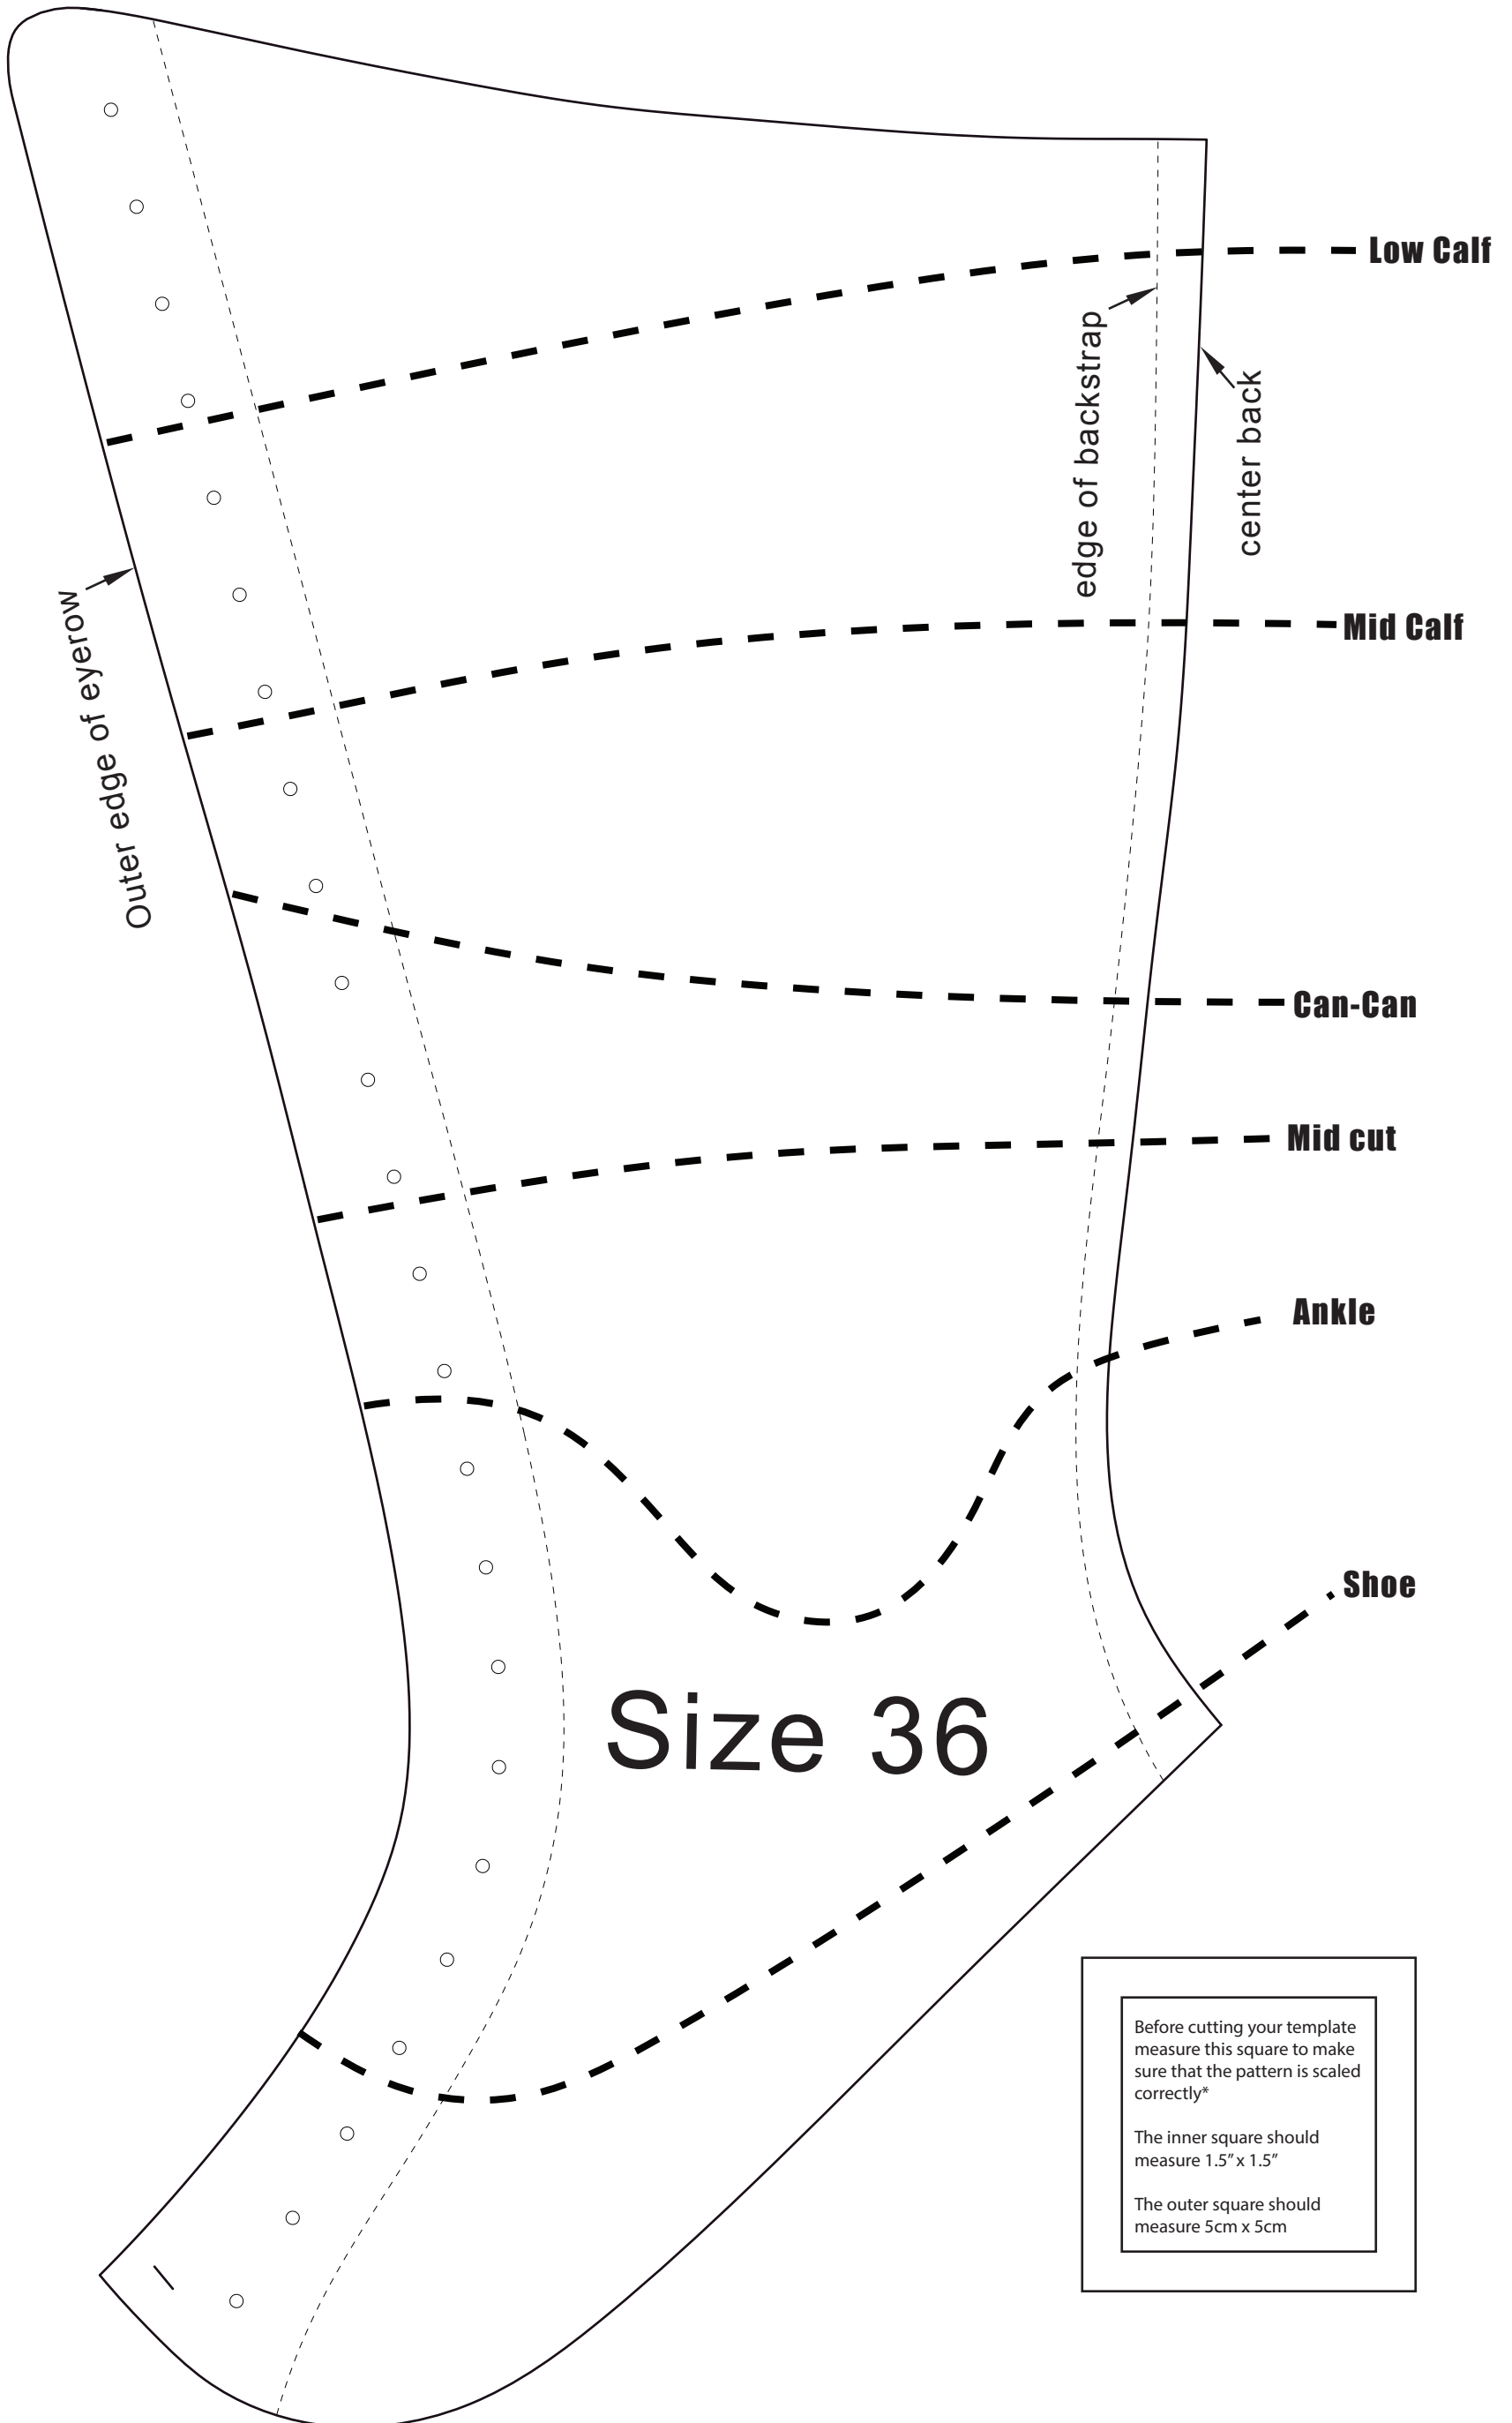 Low Calf
edge of backstrap
center back
Outer edge of eyerow
Mid Calf
Can-Can
Mid cut
Ankle
Shoe
Size 36
Before cutting your template
measure this square to make
sure that the pattern is scaled
correctly*
The inner square should
measure 1.5” x 1.5”
The outer square should
measure 5cm x 5cm